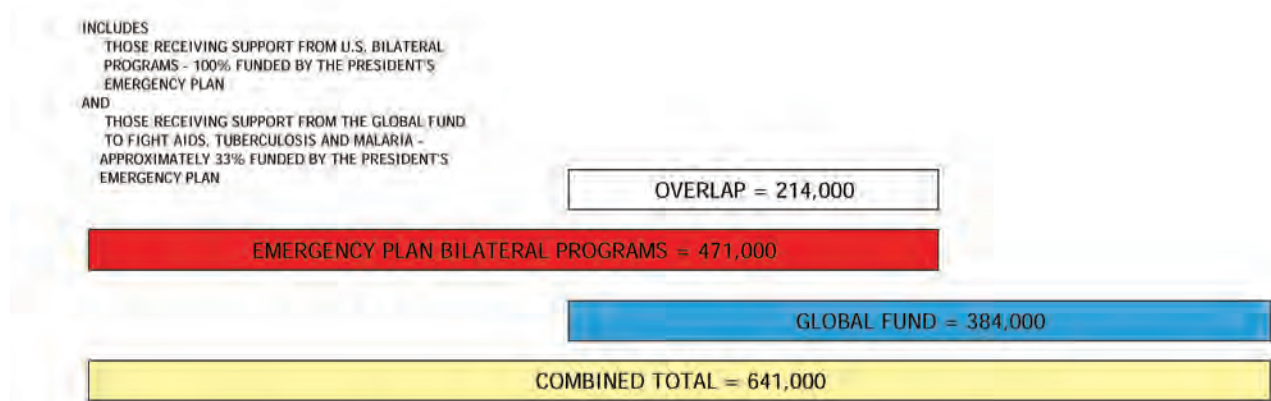 INCLUDES
THOSE RECEIVING SUPPORT FROM U.S. BILATERAL
PROGRAMS - 100% FUNDED BY THE PRESIDENT'S
EMERGENCY PLAN
AND
THOSE RECEIVING SUPPORT FROM THE GLOBAL FUND
TO FIGHT AIDS, TUBERCULOSIS AND MALARIA -
APPROXIMATELY 33% FUNDED BY THE PRESIDENT'S
EMERGENCY PLAN
OVERLAP = 214,000
EMERGENCY PLAN BILATERAL PROGRAMS = 471,000
GLOBAL FUND = 384,000
COMBINED TOTAL = 641,000